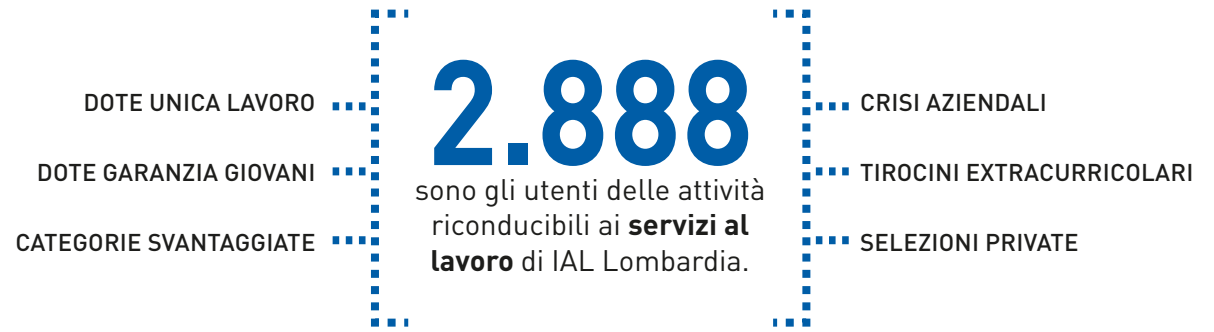 DOTE UNICA LAVORO
DOTE GARANZIA GIOVANI
CATEGORIE SVANTAGGIATE
2.888
sono gli utenti delle attività
riconducibili ai servizi al
lavoro di IAL Lombardia.
CRISI AZIENDALI
TIROCINI EXTRACURRICOLARI
SELEZIONI PRIVATE